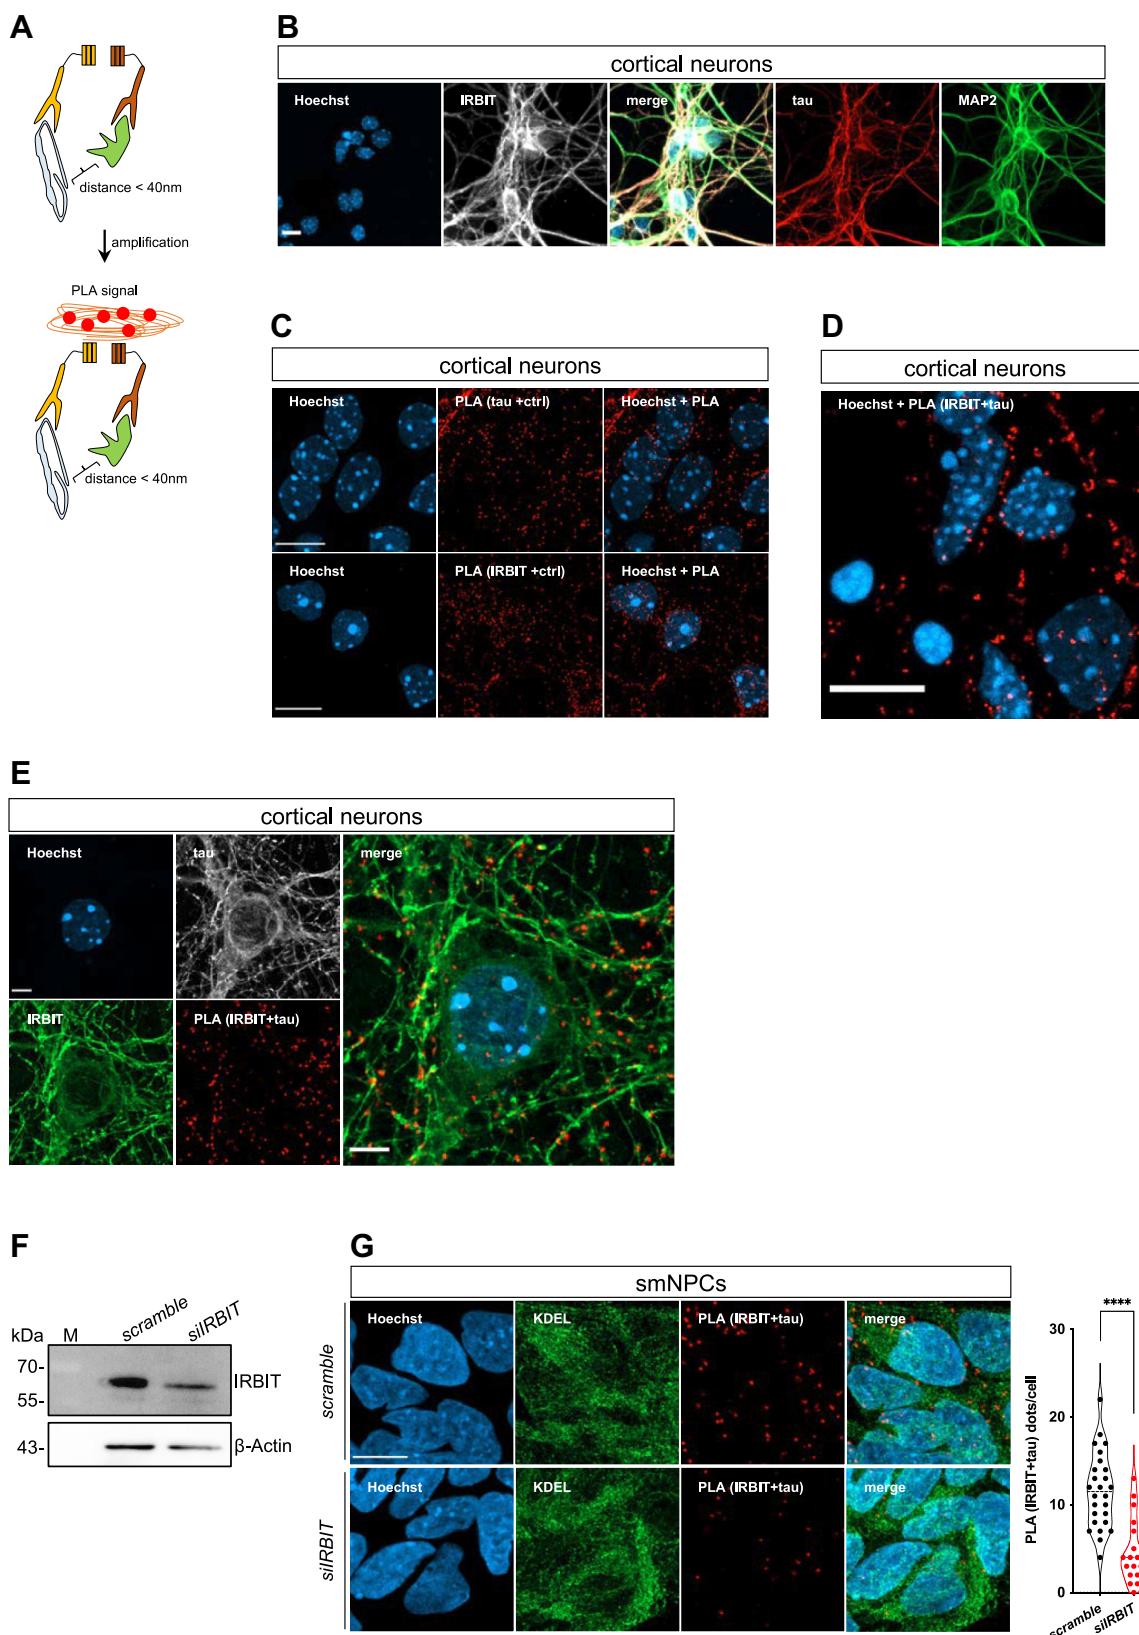 A
distance < 40nm
amplification
PLA signal
distance < 40nm
B
cortical neurons
Hoechst
IRBIT
merge
tau
MAP2
C
cortical neurons
Hoechst
PLA (tau +ctrl)
Hoechst + PLA
Hoechst
PLA (IRBIT +ctrl)
Hoechst + PLA
D
cortical neurons
Hoechst + PLA (IRBIT+tau)
E
cortical neurons
Hoechst
tau
merge
IRBIT
PLA (IRBIT+tau)
F
kDa
M
scramble
siIRBIT
70-
55-
IRBIT
43-
β-Actin
G
smNPCs
scramble
Hoechst
KDEL
PLA (IRBIT+tau)
merge
siIRBIT
Hoechst
KDEL
PLA (IRBIT+tau)
merge
PLA (IRBIT+tau) dots/cell
****
30
20
10
0
scramble
siIRBIT